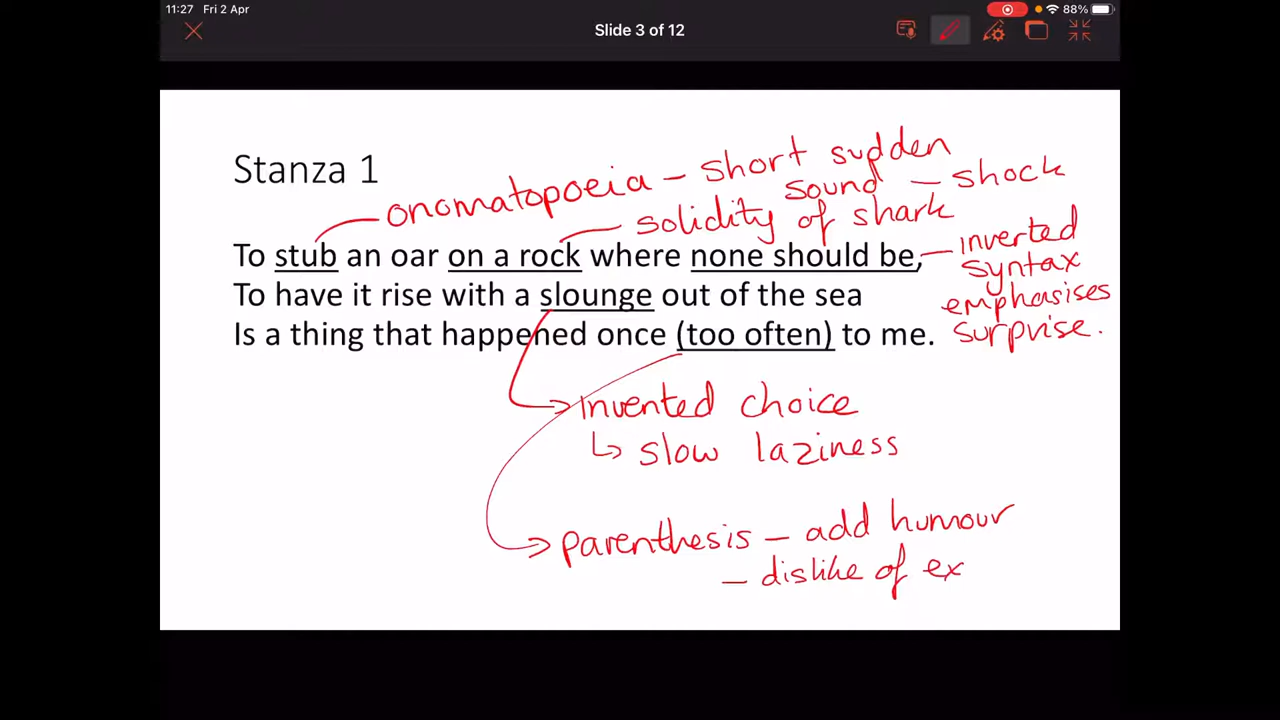 11:27 Fri 2 Apr
88%
Slide 3 of 12
Stanza 1
onomatopoeia – short sudden
sound – shock
solidity of shark
To stub an oar on a rock where none should be,
– inverted
syntax
emphasises
surprise.
To have it rise with a slounge out of the sea
Is a thing that happened once (too often) to me.
invented choice
↳ slow laziness
parenthesis – add humour
– dislike of ex